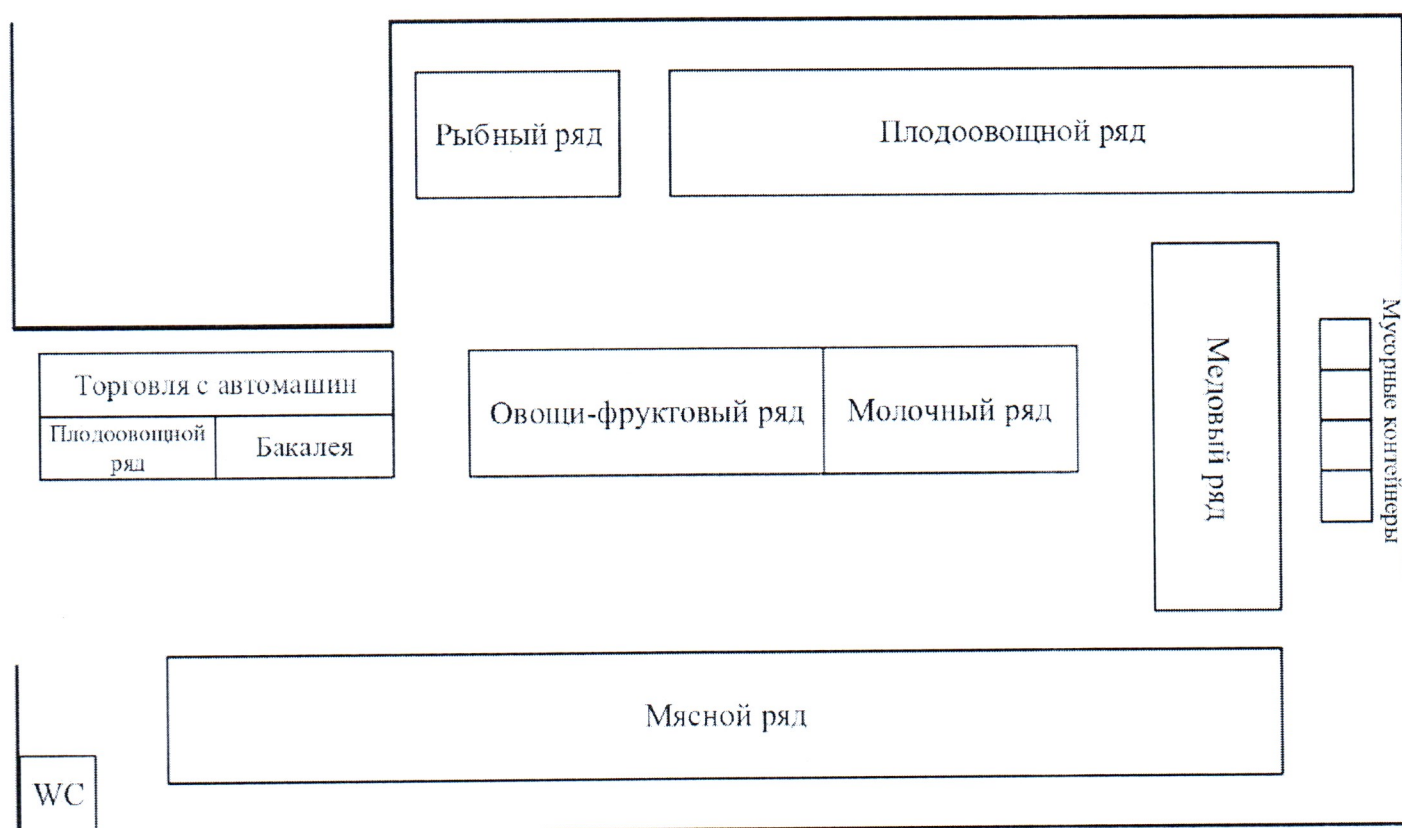 Рыбный ряд
Плодоовощной ряд
Торговля с автомашин
Плодоовощной
ряд
Бакалея
Овощи-фруктовый ряд
Молочный ряд
Медовый ряд
Мусорные контейнеры
Мясной ряд
WC